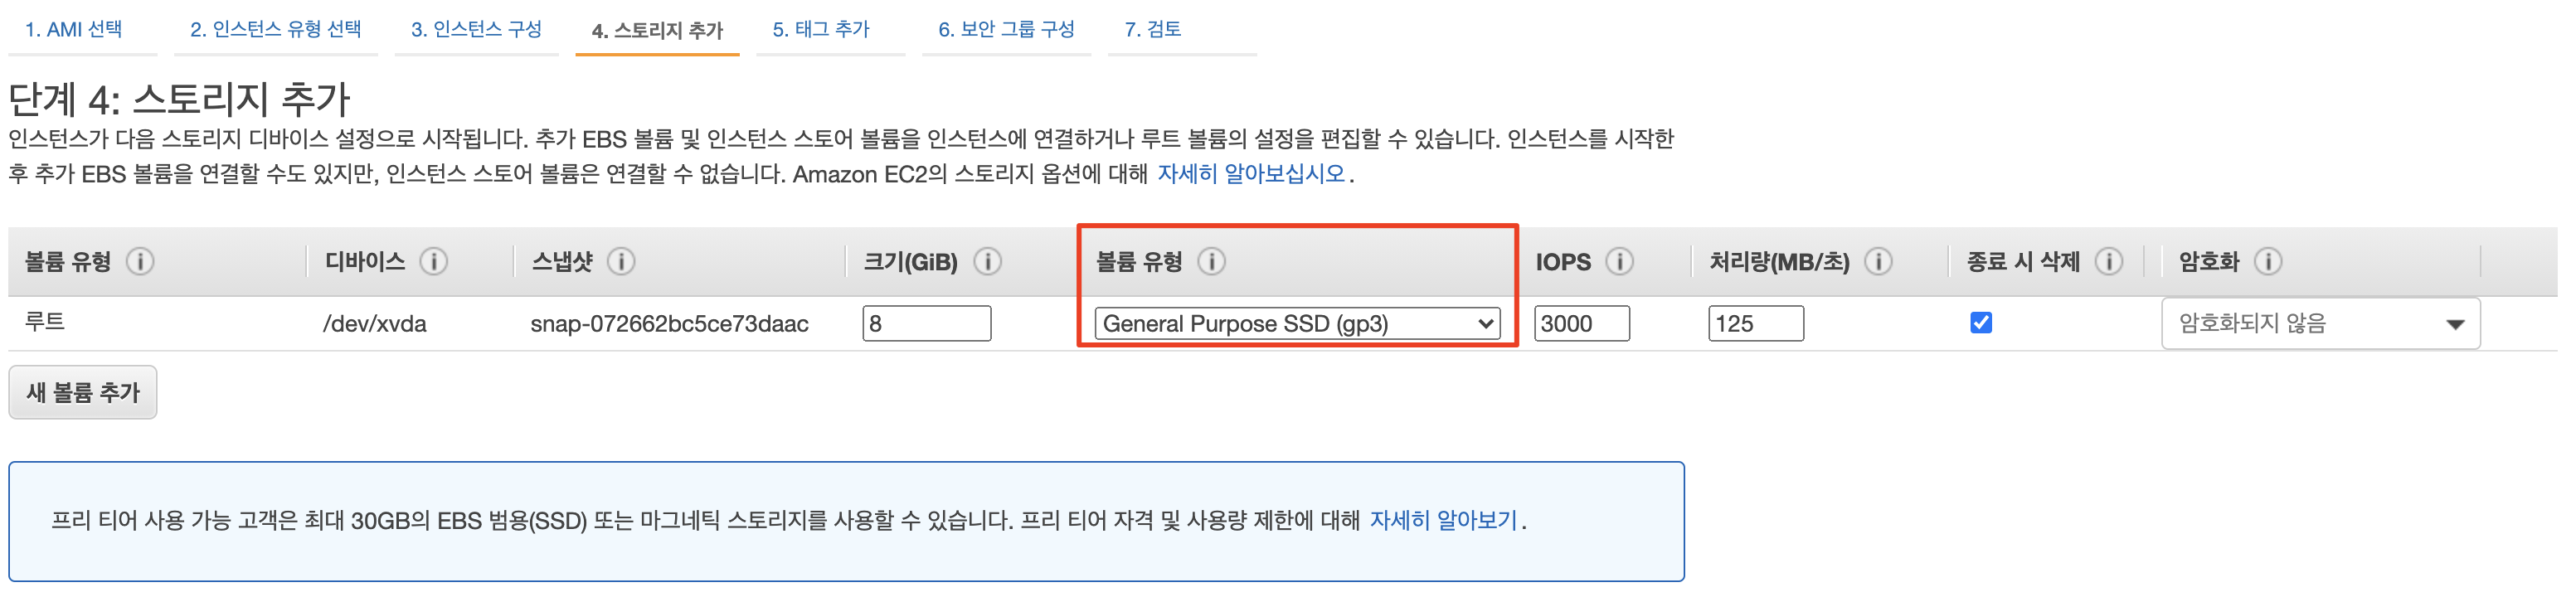 1. AMI 선택 2. 인스턴스 유형 선택 3. 인스턴스 구성 4. 스토리지 추가 5. 태그 추가 6. 보안 그룹 구성 7. 검토
단계 4: 스토리지 추가
인스턴스가 다음 스토리지 디바이스 설정으로 시작됩니다. 추가 EBS 볼륨 및 인스턴스 스토어 볼륨을 인스턴스에 연결하거나 루트 볼륨의 설정을 편집할 수 있습니다. 인스턴스를 시작한
후 추가 EBS 볼륨을 연결할 수도 있지만, 인스턴스 스토어 볼륨은 연결할 수 없습니다. Amazon EC2의 스토리지 옵션에 대해 자세히 알아보십시오.
볼륨 유형 i 디바이스 i 스냅샷 i 크기(GiB) i 볼륨 유형 i IOPS i 처리량(MB/초) i 종료 시 삭제 i 암호화 i
루트 /dev/xvda snap-072662bc5ce73daac 8 General Purpose SSD (gp3) 3000 125 암호화되지 않음
새 볼륨 추가
프리 티어 사용 가능 고객은 최대 30GB의 EBS 범용(SSD) 또는 마그네틱 스토리지를 사용할 수 있습니다. 프리 티어 자격 및 사용량 제한에 대해 자세히 알아보기.